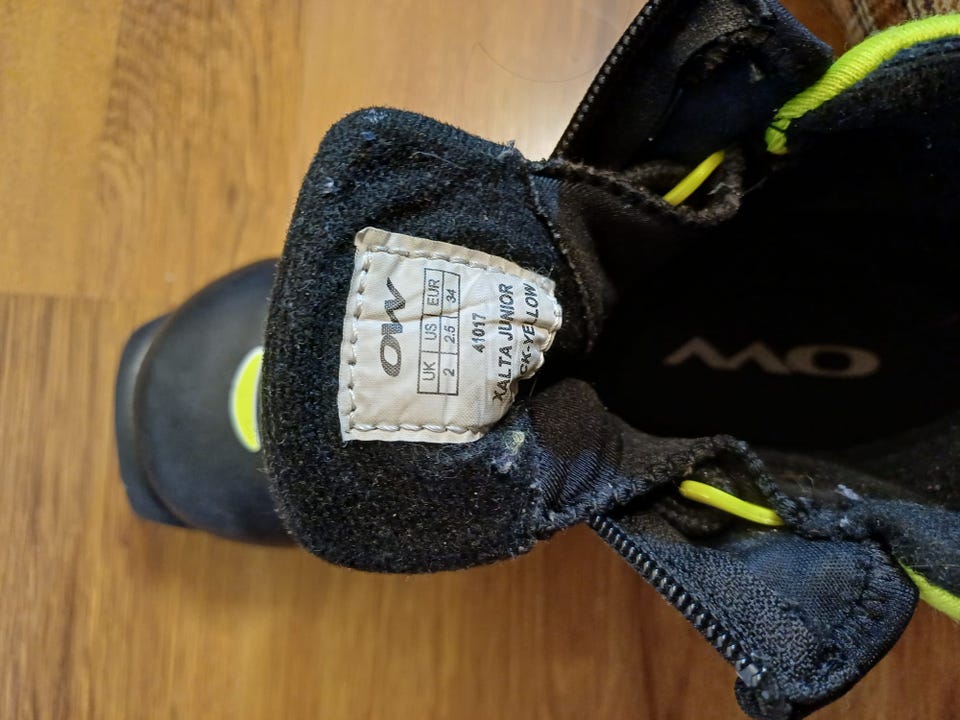 OW
UK US EUR
2 2.5 34
41017
XALTA JUNIOR
CK-YELLOW
OW